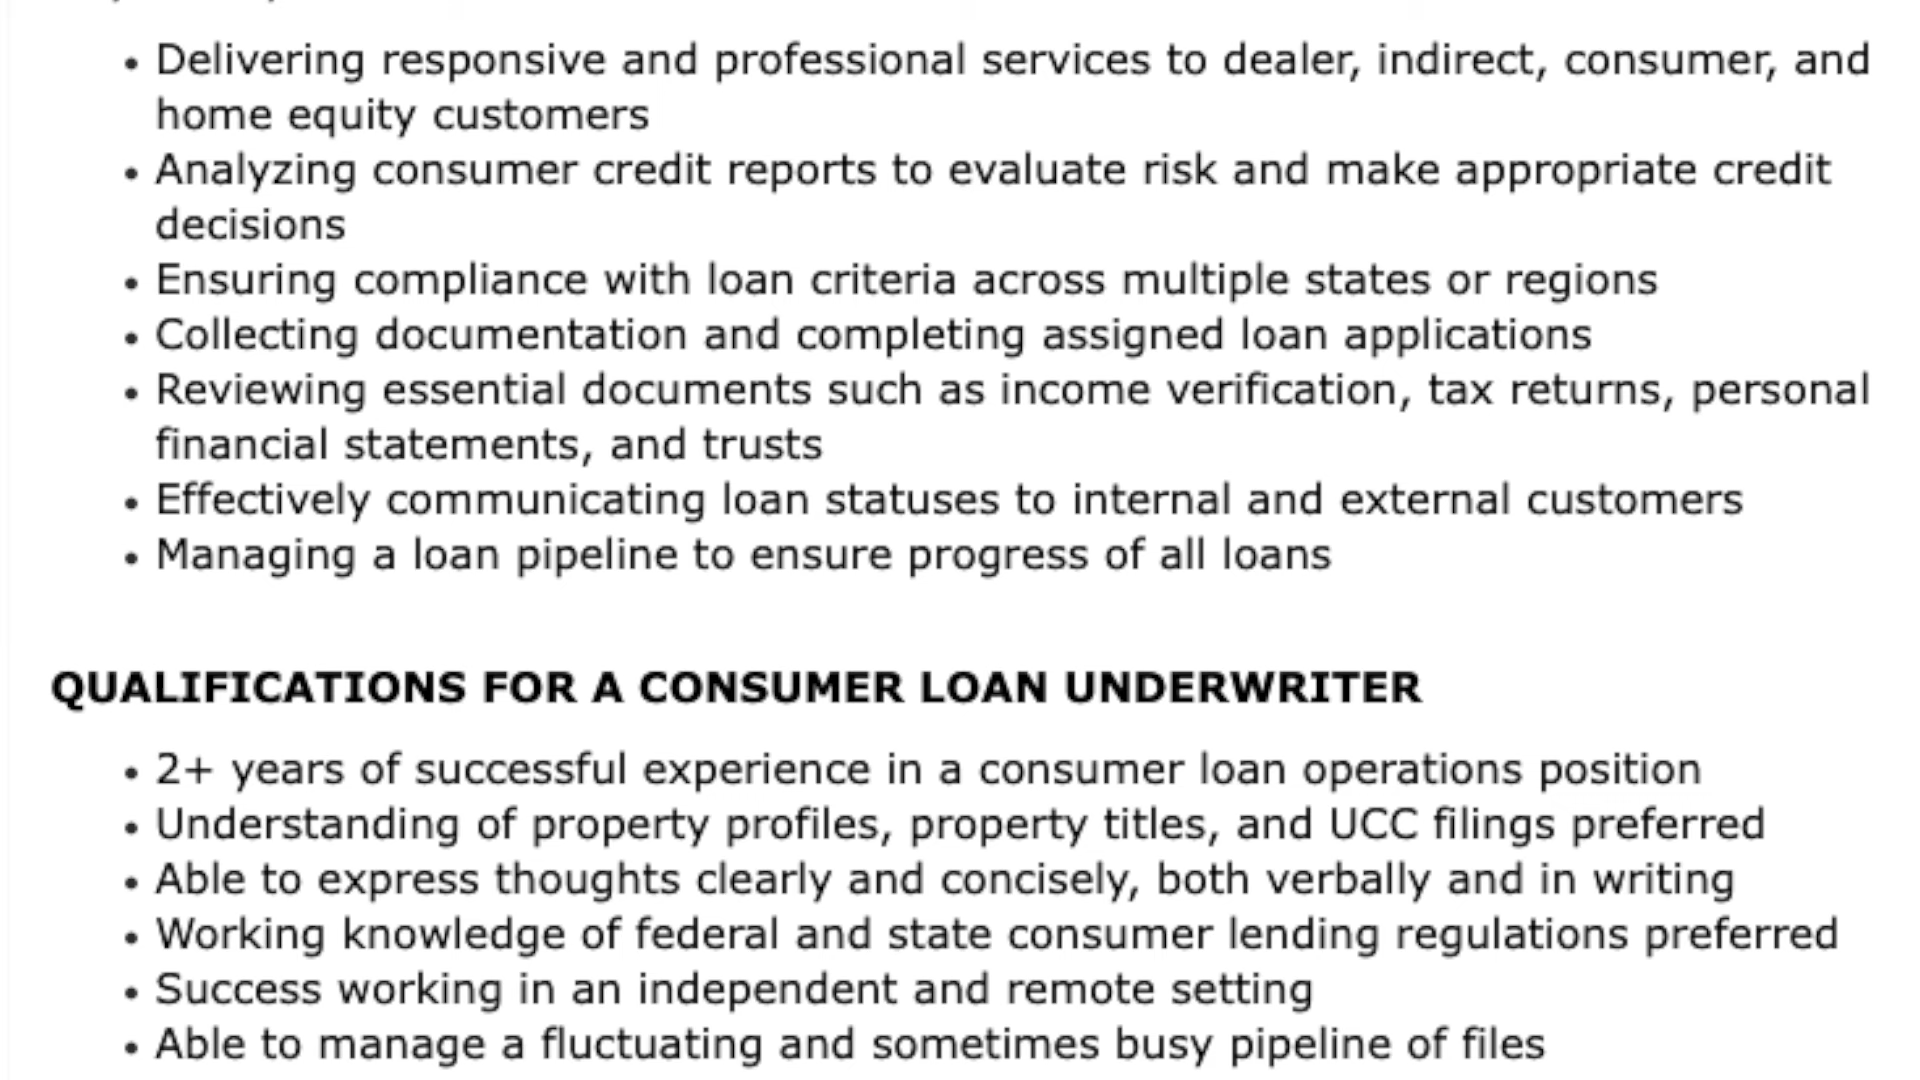 • Delivering responsive and professional services to dealer, indirect, consumer, and
home equity customers
• Analyzing consumer credit reports to evaluate risk and make appropriate credit
decisions
• Ensuring compliance with loan criteria across multiple states or regions
• Collecting documentation and completing assigned loan applications
• Reviewing essential documents such as income verification, tax returns, personal
financial statements, and trusts
• Effectively communicating loan statuses to internal and external customers
• Managing a loan pipeline to ensure progress of all loans
QUALIFICATIONS FOR A CONSUMER LOAN UNDERWRITER
• 2+ years of successful experience in a consumer loan operations position
• Understanding of property profiles, property titles, and UCC filings preferred
• Able to express thoughts clearly and concisely, both verbally and in writing
• Working knowledge of federal and state consumer lending regulations preferred
• Success working in an independent and remote setting
• Able to manage a fluctuating and sometimes busy pipeline of files